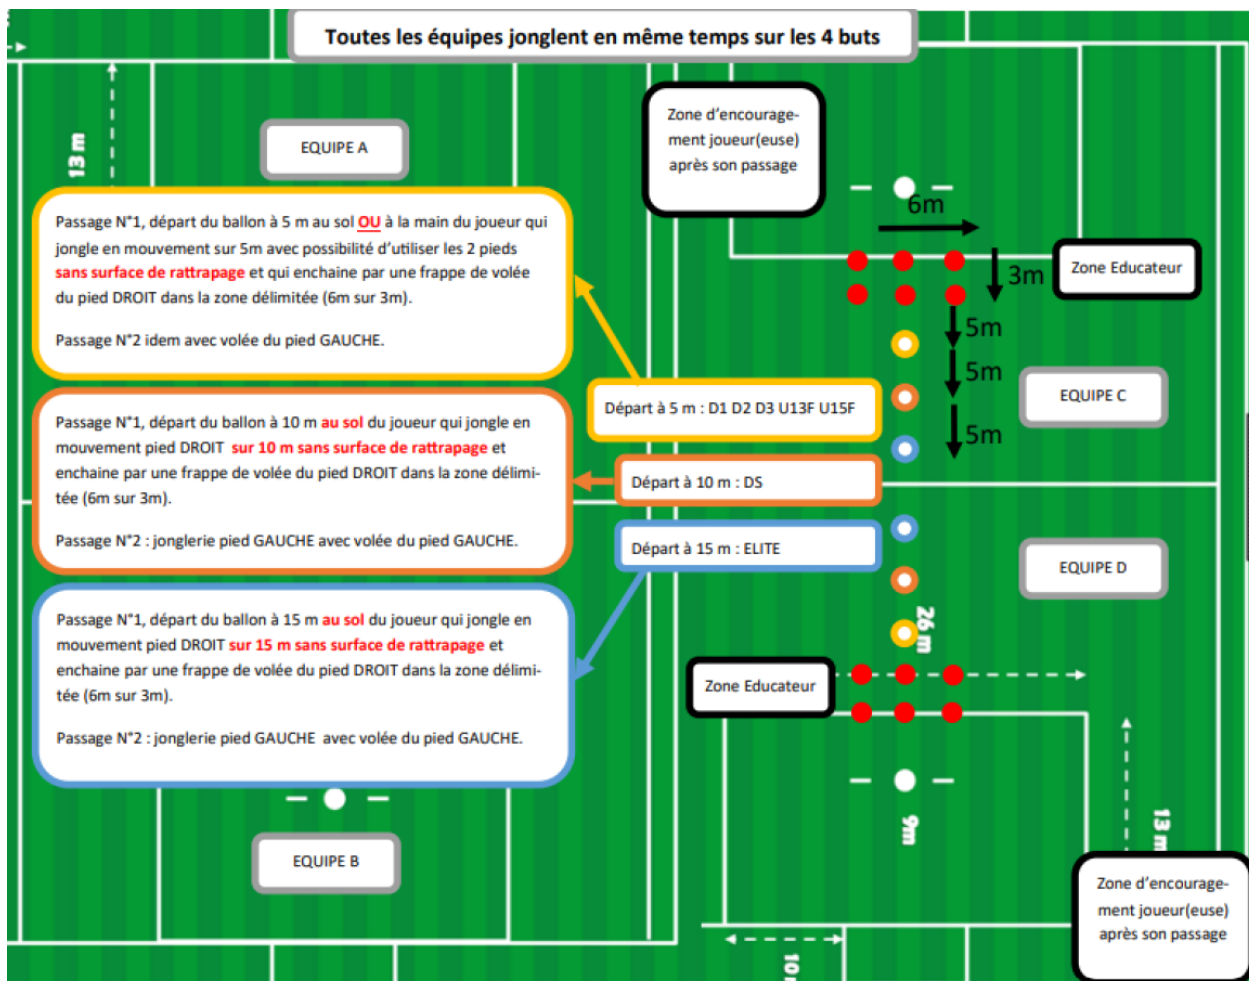 Toutes les équipes jonglent en même temps sur les 4 buts
13 m
EQUIPE A
Passage N°1, départ du ballon à 5 m au sol OU à la main du joueur qui
jongle en mouvement sur 5m avec possibilité d'utiliser les 2 pieds
sans surface de rattrapage et qui enchaine par une frappe de volée
du pied DROIT dans la zone délimitée (6m sur 3m).
Passage N°2 idem avec volée du pied GAUCHE.
Passage N°1, départ du ballon à 10 m au sol du joueur qui jongle en
mouvement pied DROIT sur 10 m sans surface de rattrapage et
enchaine par une frappe de volée du pied DROIT dans la zone délimi-
tée (6m sur 3m).
Passage N°2 : jonglerie pied GAUCHE avec volée du pied GAUCHE.
Passage N°1, départ du ballon à 15 m au sol du joueur qui jongle en
mouvement pied DROIT sur 15 m sans surface de rattrapage et
enchaine par une frappe de volée du pied DROIT dans la zone délimi-
tée (6m sur 3m).
Passage N°2 : jonglerie pied GAUCHE avec volée du pied GAUCHE.
EQUIPE B
Zone d'encourage-
ment joueur(euse)
après son passage
6m
3m
Zone Educateur
5m
5m
5m
EQUIPE C
Départ à 5 m : D1 D2 D3 U13F U15F
Départ à 10 m : DS
Départ à 15 m : ELITE
EQUIPE D
26 m
Zone Educateur
9m
13 m
Zone d'encourage-
ment joueur(euse)
après son passage